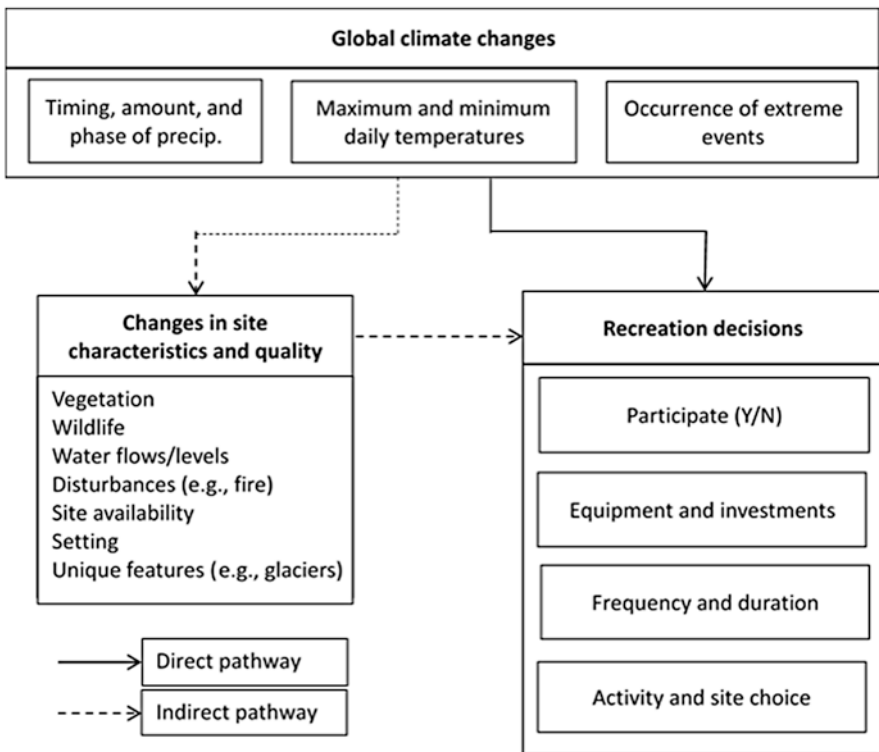 Global climate changes
Timing, amount, and
phase of precip.
Maximum and minimum
daily temperatures
Occurrence of extreme
events
Changes in site
characteristics and quality
Vegetation
Wildlife
Water flows/levels
Disturbances (e.g., fire)
Site availability
Setting
Unique features (e.g., glaciers)
Recreation decisions
Participate (Y/N)
Equipment and investments
Frequency and duration
Activity and site choice
Direct pathway
Indirect pathway